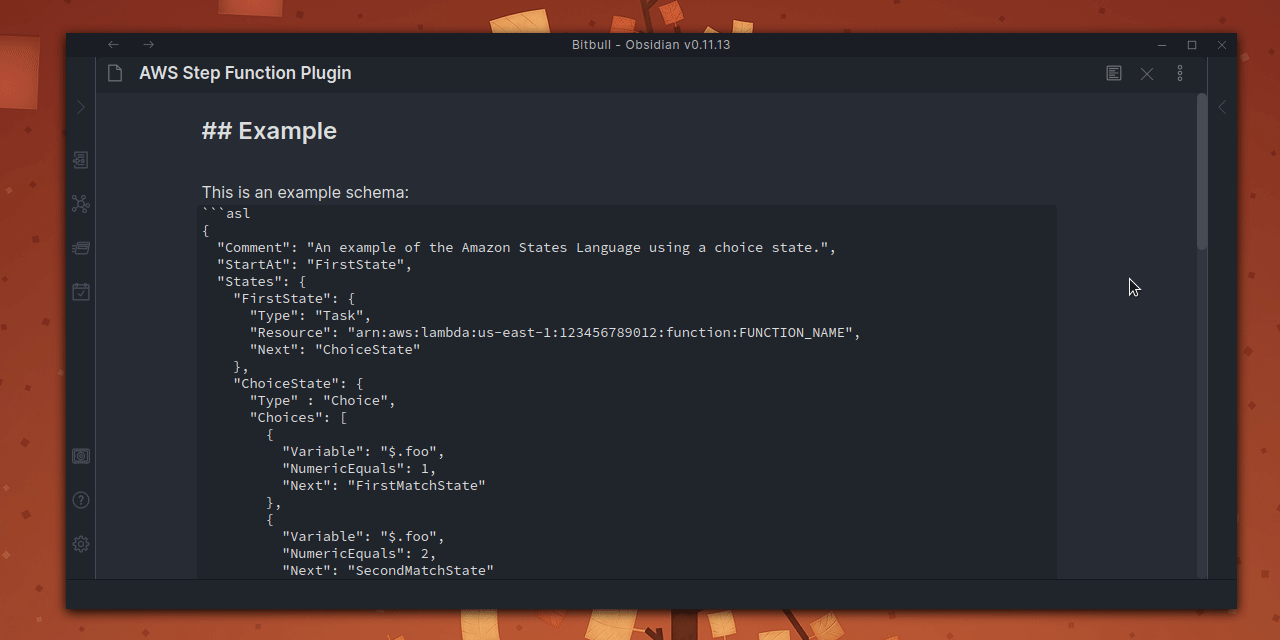 Bitbull - Obsidian v0.11.13
AWS Step Function Plugin
## Example
This is an example schema:
```asl
{
  "Comment": "An example of the Amazon States Language using a choice state.",
  "StartAt": "FirstState",
  "States": {
    "FirstState": {
      "Type": "Task",
      "Resource": "arn:aws:lambda:us-east-1:123456789012:function:FUNCTION_NAME",
      "Next": "ChoiceState"
    },
    "ChoiceState": {
      "Type" : "Choice",
      "Choices": [
        {
          "Variable": "$.foo",
          "NumericEquals": 1,
          "Next": "FirstMatchState"
        },
        {
          "Variable": "$.foo",
          "NumericEquals": 2,
          "Next": "SecondMatchState"